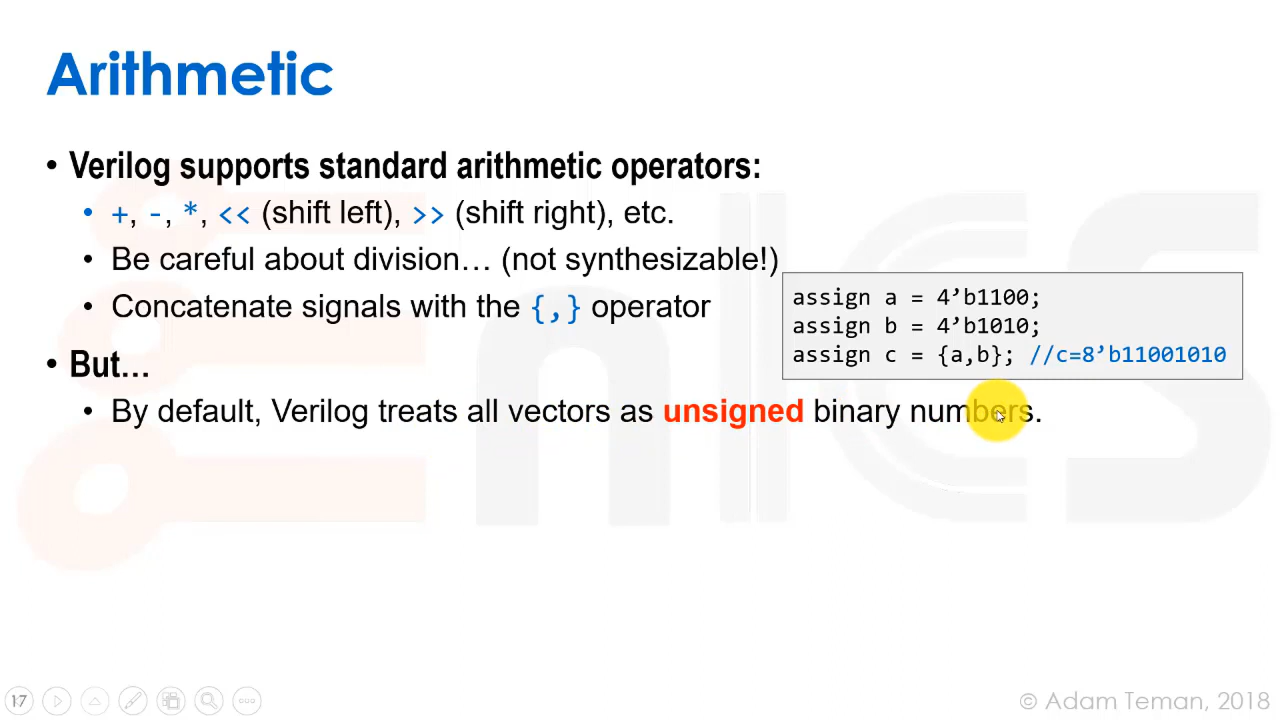 Arithmetic
• Verilog supports standard arithmetic operators:
• +, -, *, << (shift left), >> (shift right), etc.
• Be careful about division… (not synthesizable!)
• Concatenate signals with the {,} operator
assign a = 4’b1100;
assign b = 4’b1010;
assign c = {a,b}; //c=8’b11001010
• But…
• By default, Verilog treats all vectors as unsigned binary numbers.
17
© Adam Teman, 2018